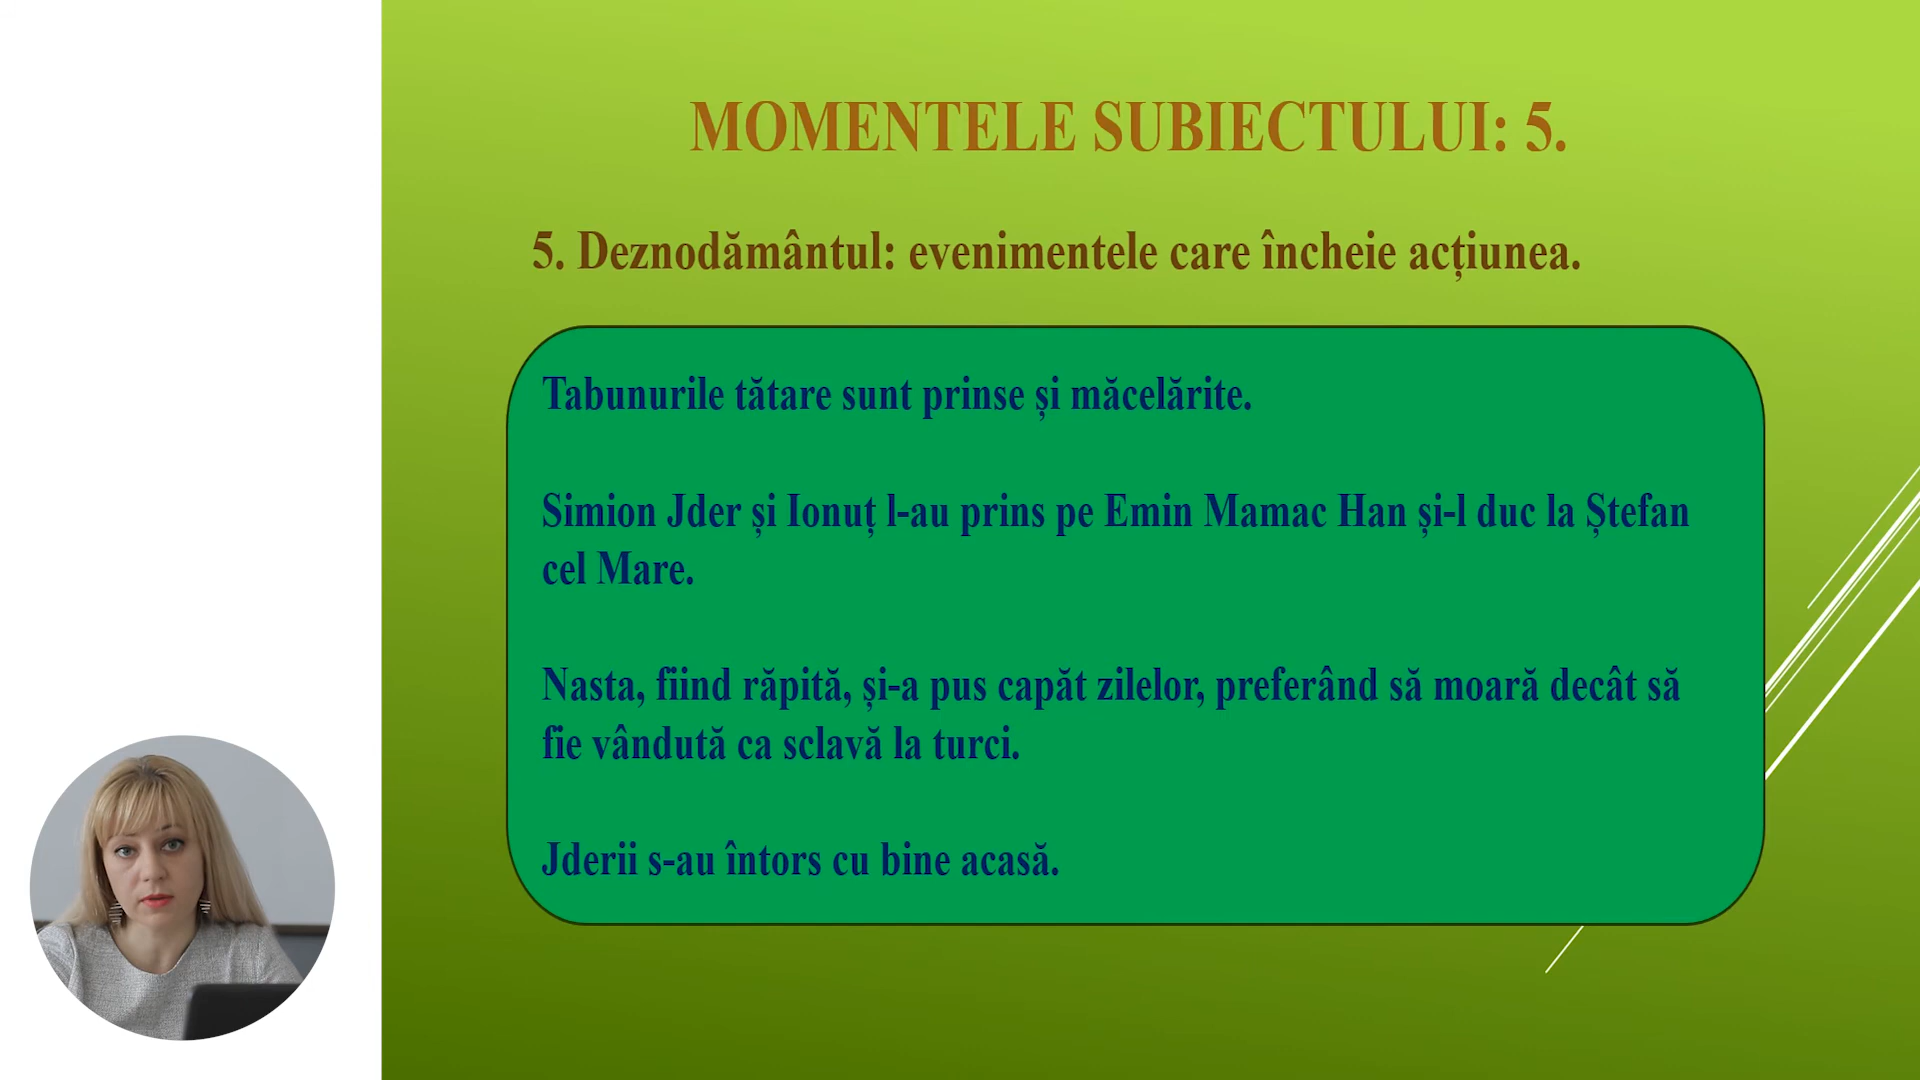 MOMENTELE SUBIECTULUI: 5.
5. Deznodământul: evenimentele care încheie acțiunea.
Tabunurile tătare sunt prinse și măcelărite.
Simion Jder și Ionuț l-au prins pe Emin Mamac Han și-l duc la Ștefan
cel Mare.
Nasta, fiind răpită, și-a pus capăt zilelor, preferând să moară decât să
fie vândută ca sclavă la turci.
Jderii s-au întors cu bine acasă.